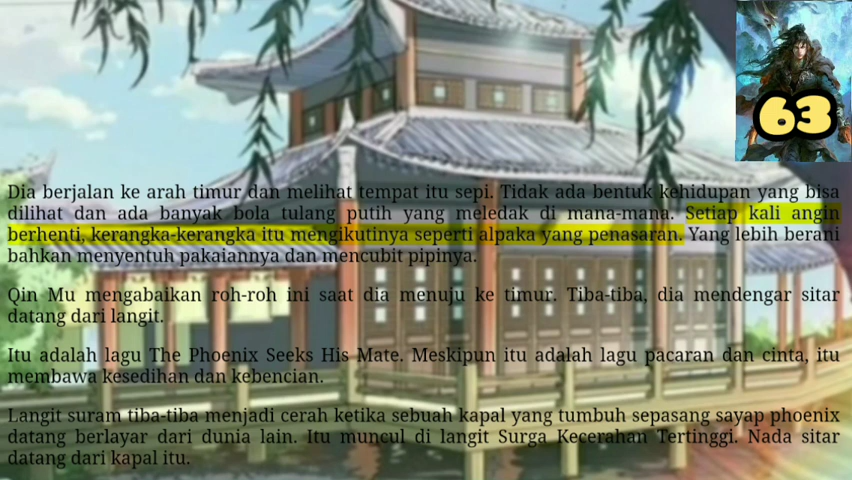 63
Dia berjalan ke arah timur dan melihat tempat itu sepi. Tidak ada bentuk kehidupan yang bisa
dilihat dan ada banyak bola tulang putih yang meledak di mana-mana. Setiap kali angin
berhenti, kerangka-kerangka itu mengikutinya seperti alpaka yang penasaran. Yang lebih berani
bahkan menyentuh pakaiannya dan mencubit pipinya.
Qin Mu mengabaikan roh-roh ini saat dia menuju ke timur. Tiba-tiba, dia mendengar sitar
datang dari langit.
Itu adalah lagu The Phoenix Seeks His Mate. Meskipun itu adalah lagu pacaran dan cinta, itu
membawa kesedihan dan kebencian.
Langit suram tiba-tiba menjadi cerah ketika sebuah kapal yang tumbuh sepasang sayap phoenix
datang berlayar dari dunia lain. Itu muncul di langit Surga Kecerahan Tertinggi. Nada sitar
datang dari kapal itu.